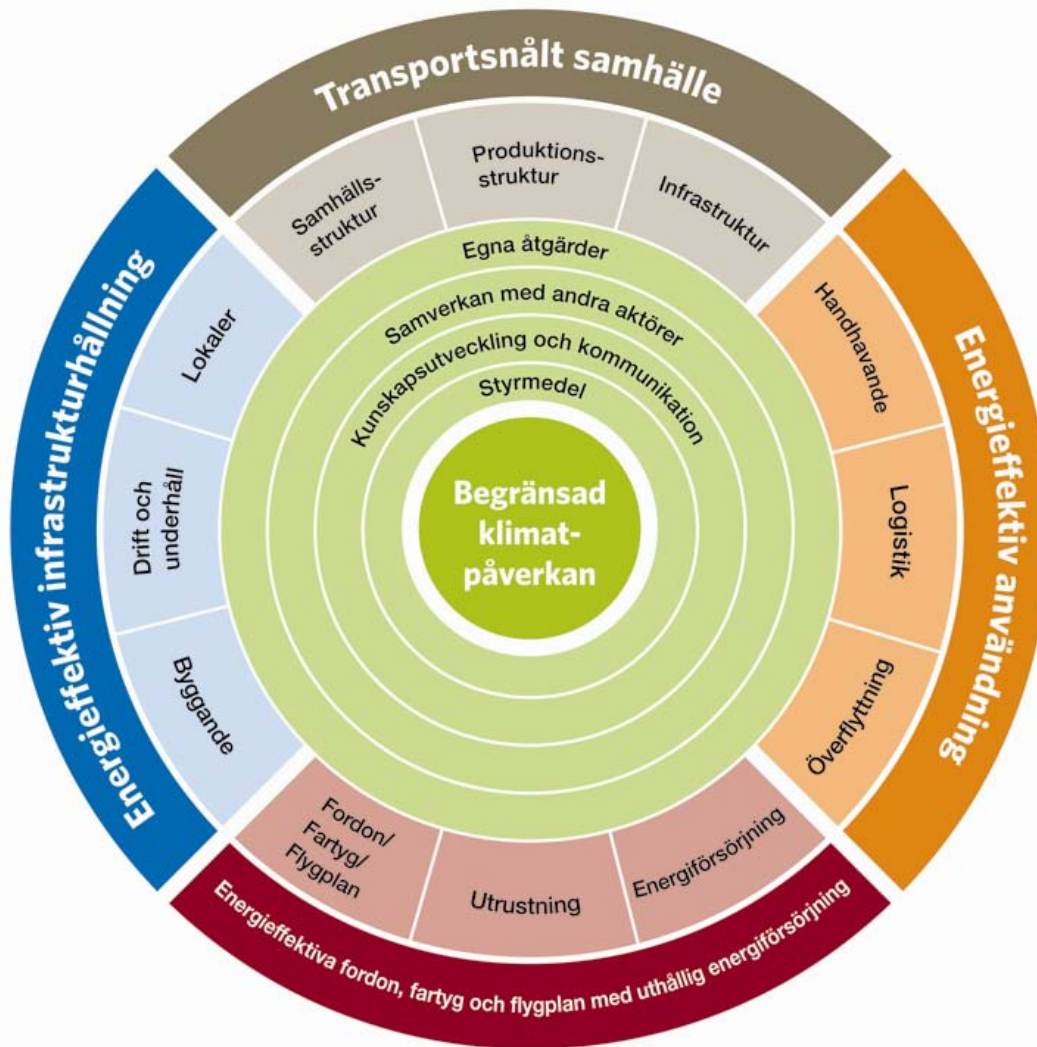 Transportsnålt samhälle
Samhälls-
struktur
Produktions-
struktur
Infrastruktur
Energieffektiv användning
Handhavande
Logistik
Överflyttning
Energieffektiva fordon, fartyg och flygplan med uthållig energiförsörjning
Fordon/
Fartyg/
Flygplan
Utrustning
Energiförsörjning
Energieffektiv infrastrukturhållning
Lokaler
Drift och
underhåll
Byggande
Egna åtgärder
Samverkan med andra aktörer
Kunskapsutveckling och kommunikation
Styrmedel
Begränsad
klimat-
påverkan